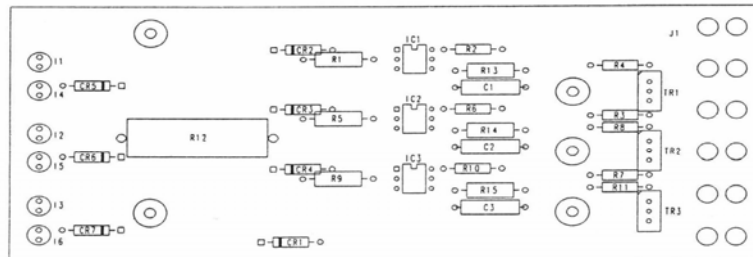 J1
IC1
CR2
R2
R1
I1
R4
R13
CR5
I4
C1
TR1
IC2
CR3
R6
R5
R3
R8
I2
R12
R14
C2
TR2
I5
CR6
IC3
CR4
R10
R9
R7
R11
R15
I3
C3
TR3
CR7
I6
CR1